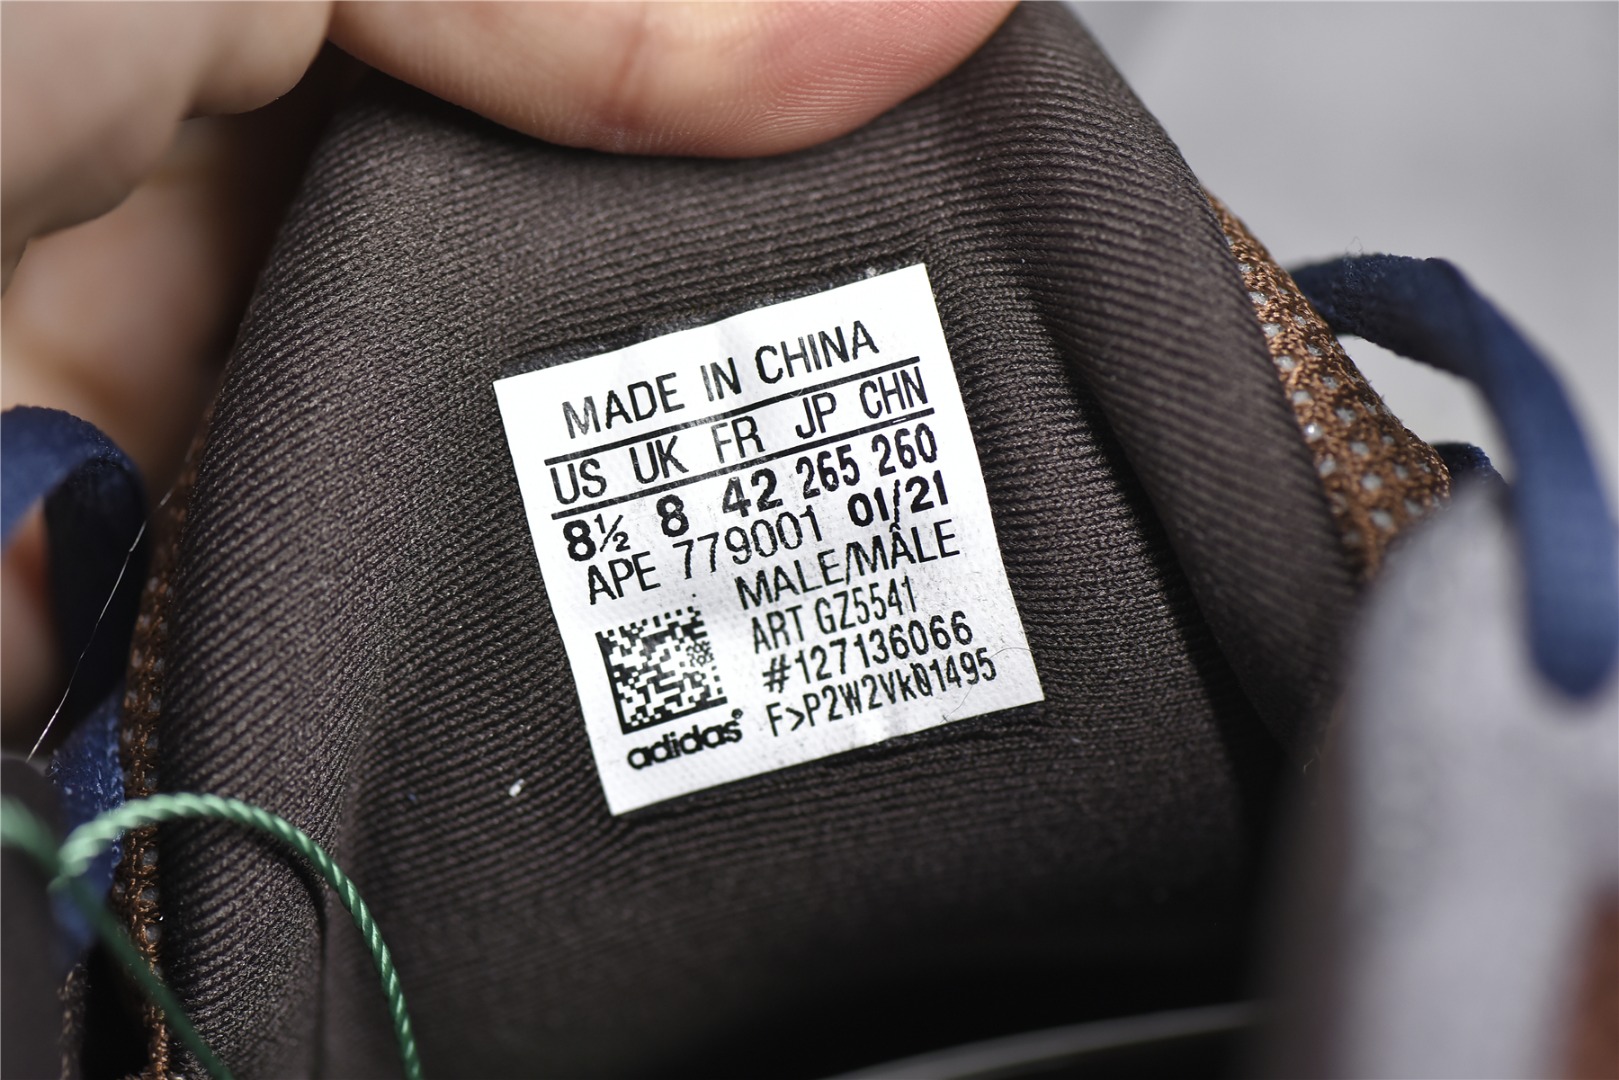 MADE IN CHINA
US UK FR JP CHN
8½ 8 42 265 260
APE 779001 01/21
MALE/MÂLE
ART GZ5541
#127136066
F>P2W2Vk01495
adidas®